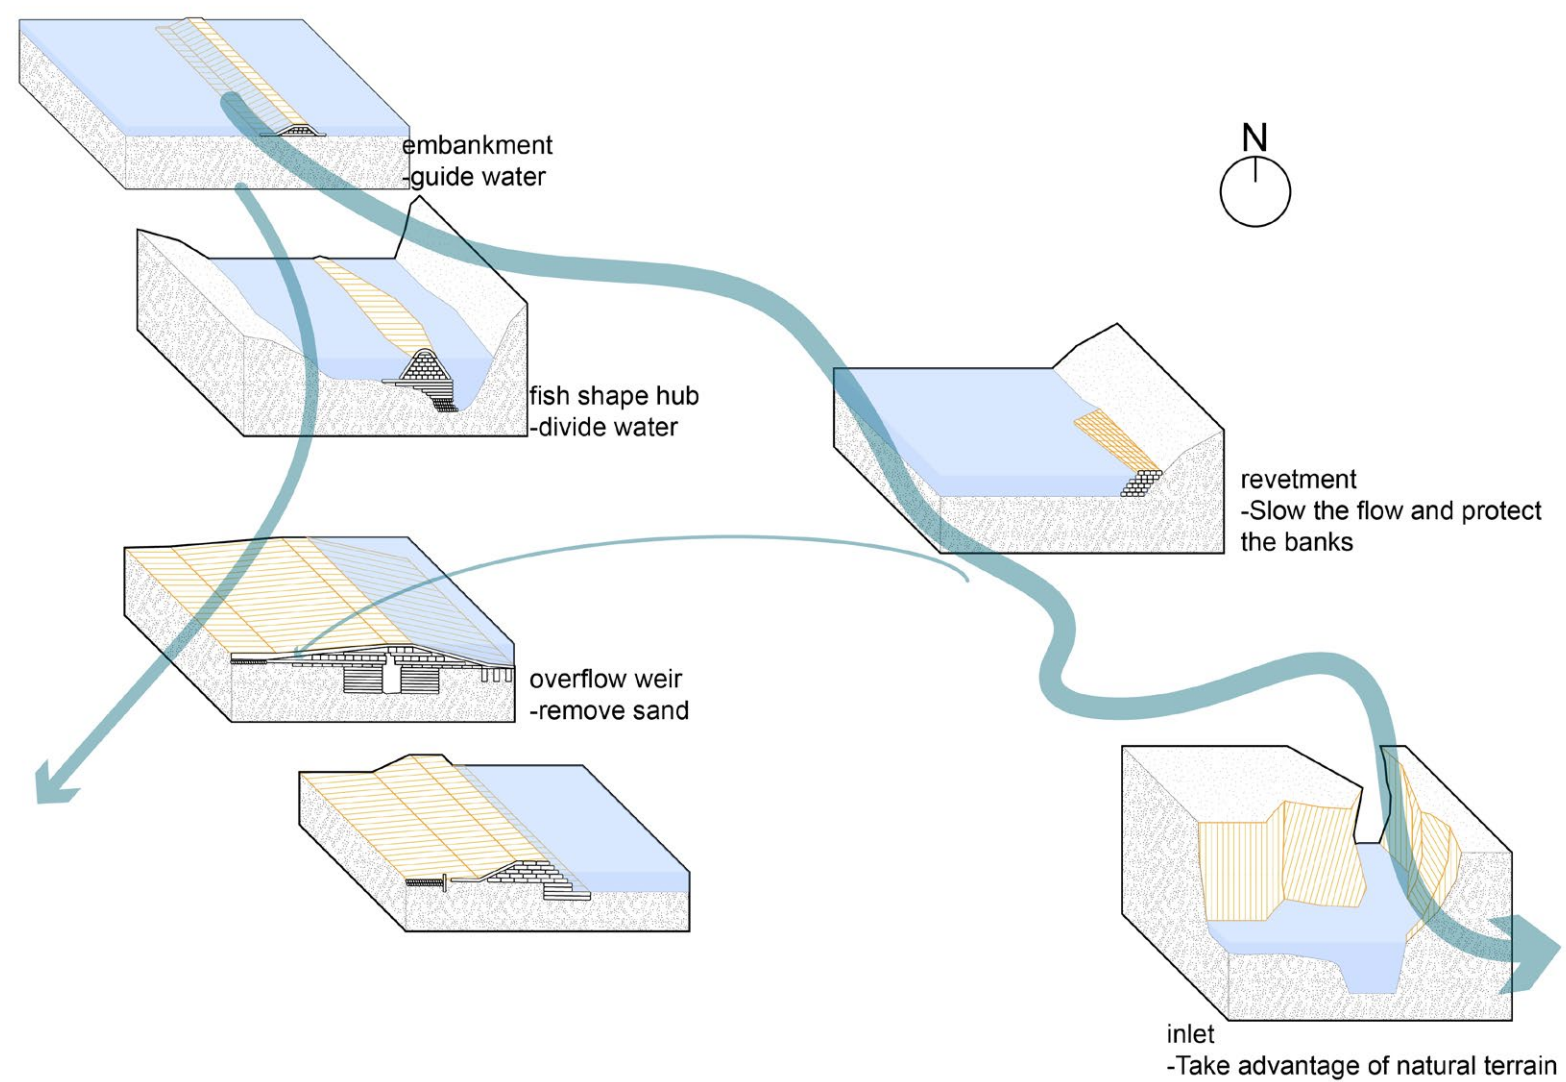 embankment
-guide water
N
fish shape hub
-divide water
revetment
-Slow the flow and protect
the banks
overflow weir
-remove sand
inlet
-Take advantage of natural terrain